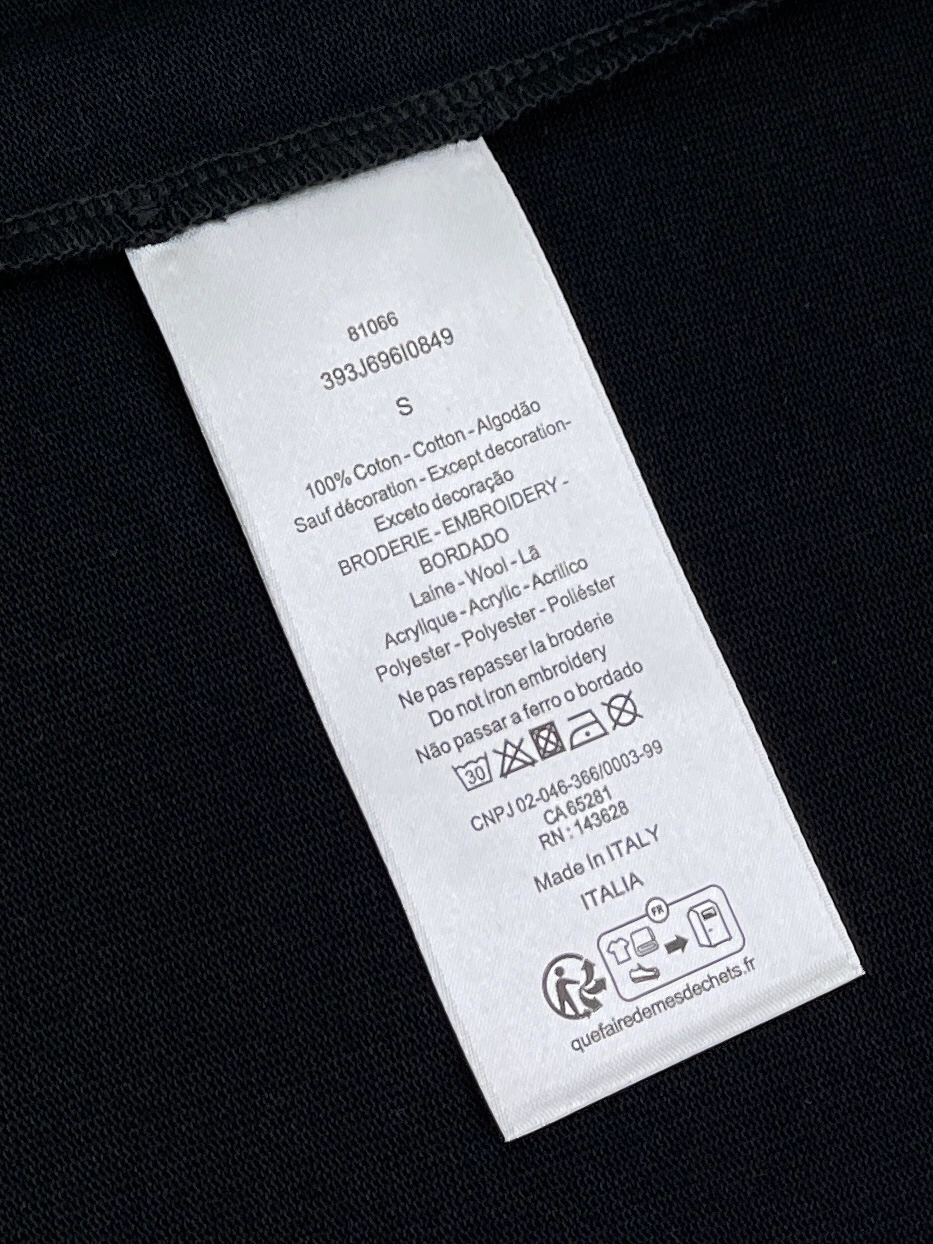 81066
393J696I0849
S
100% Coton - Cotton - Algodão
Sauf décoration - Except decoration-
Exceto decoração
BRODERIE - EMBROIDERY -
BORDADO
Laine - Wool - Lã
Acrylique - Acrylic - Acrilico
Polyester - Polyester - Poliéster
Ne pas repasser la broderie
Do not iron embroidery
Não passar a ferro o bordado
30
CNPJ 02-046-366/0003-99
CA 65281
RN : 143628
Made In ITALY
ITALIA
FR
quefairedemesdechets.fr